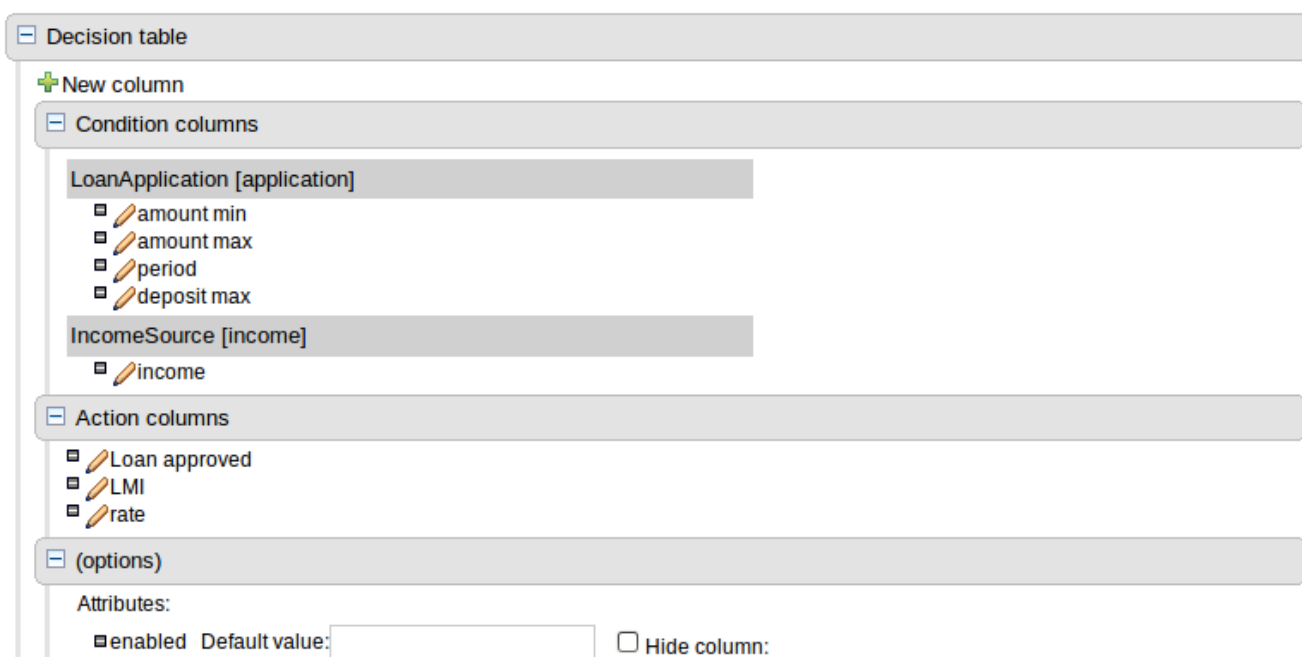 Decision table
New column
Condition columns
LoanApplication [application]
amount min
amount max
period
deposit max
IncomeSource [income]
income
Action columns
Loan approved
LMI
rate
(options)
Attributes:
enabled Default value: Hide column: